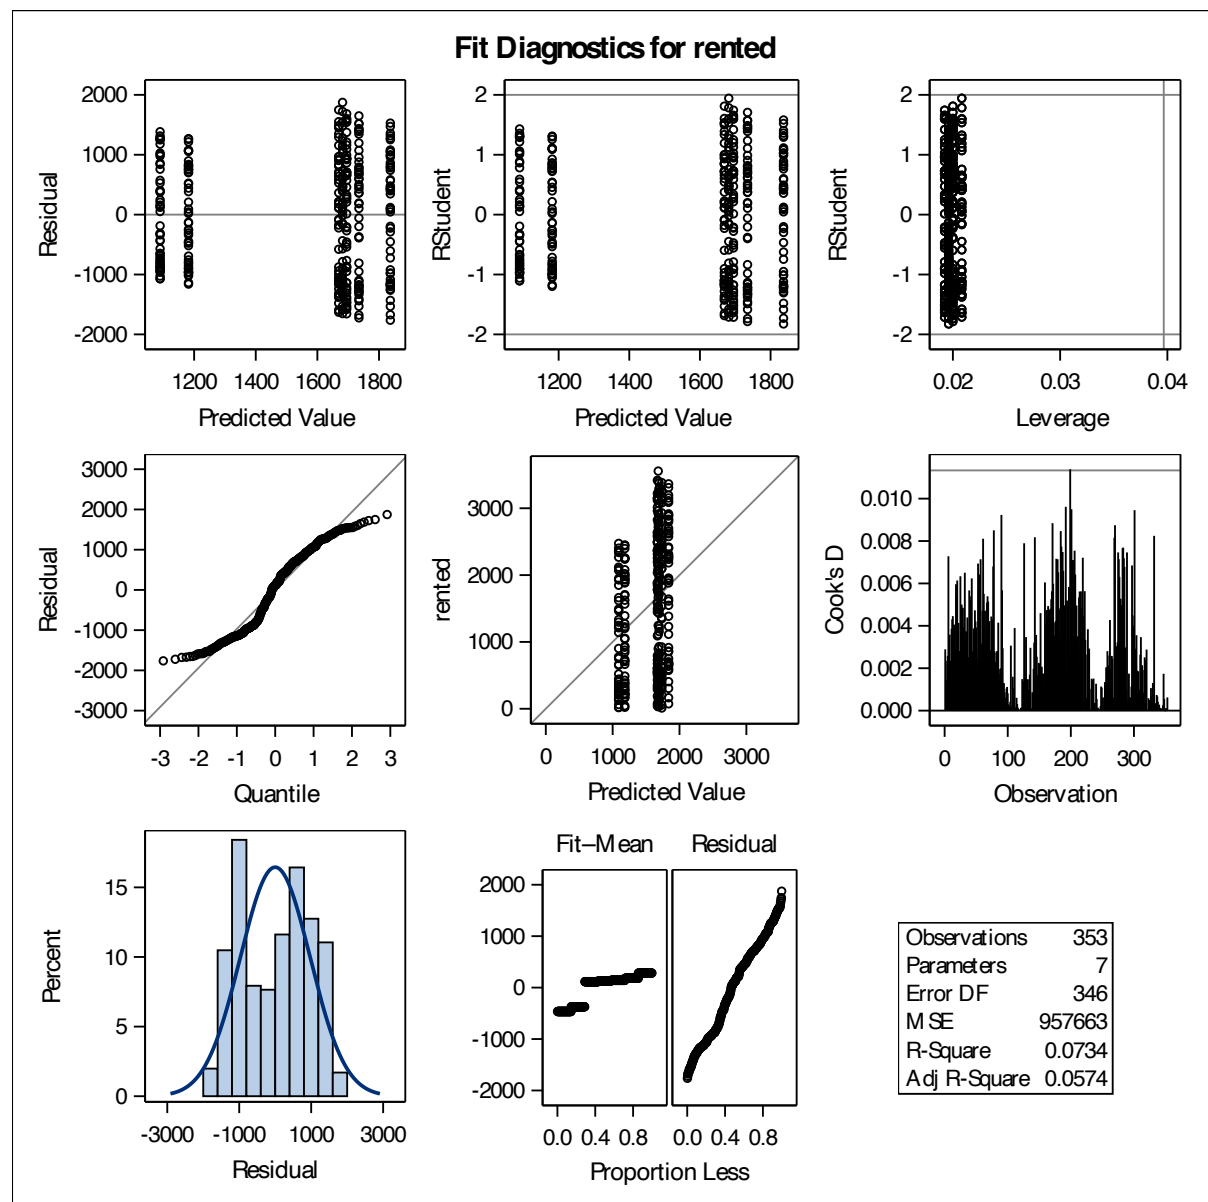 Fit Diagnostics for rented
2000
1000
0
-1000
-2000
Residual
1200 1400 1600 1800
Predicted Value
2
1
0
-1
-2
RStudent
1200 1400 1600 1800
Predicted Value
2
1
0
-1
-2
RStudent
0.02 0.03 0.04
Leverage
3000
2000
1000
0
-1000
-2000
-3000
Residual
-3 -2 -1 0 1 2 3
Quantile
3000
2000
1000
0
rented
0 1000 2000 3000
Predicted Value
0.010
0.008
0.006
0.004
0.002
0.000
Cook's D
0 100 200 300
Observation
15
10
5
0
Percent
-3000 -1000 1000 3000
Residual
Fit–Mean Residual
2000
1000
0
-1000
-2000
0.0 0.4 0.8 0.0 0.4 0.8
Proportion Less
Observations 353
Parameters 7
Error DF 346
MSE 957663
R-Square 0.0734
Adj R-Square 0.0574